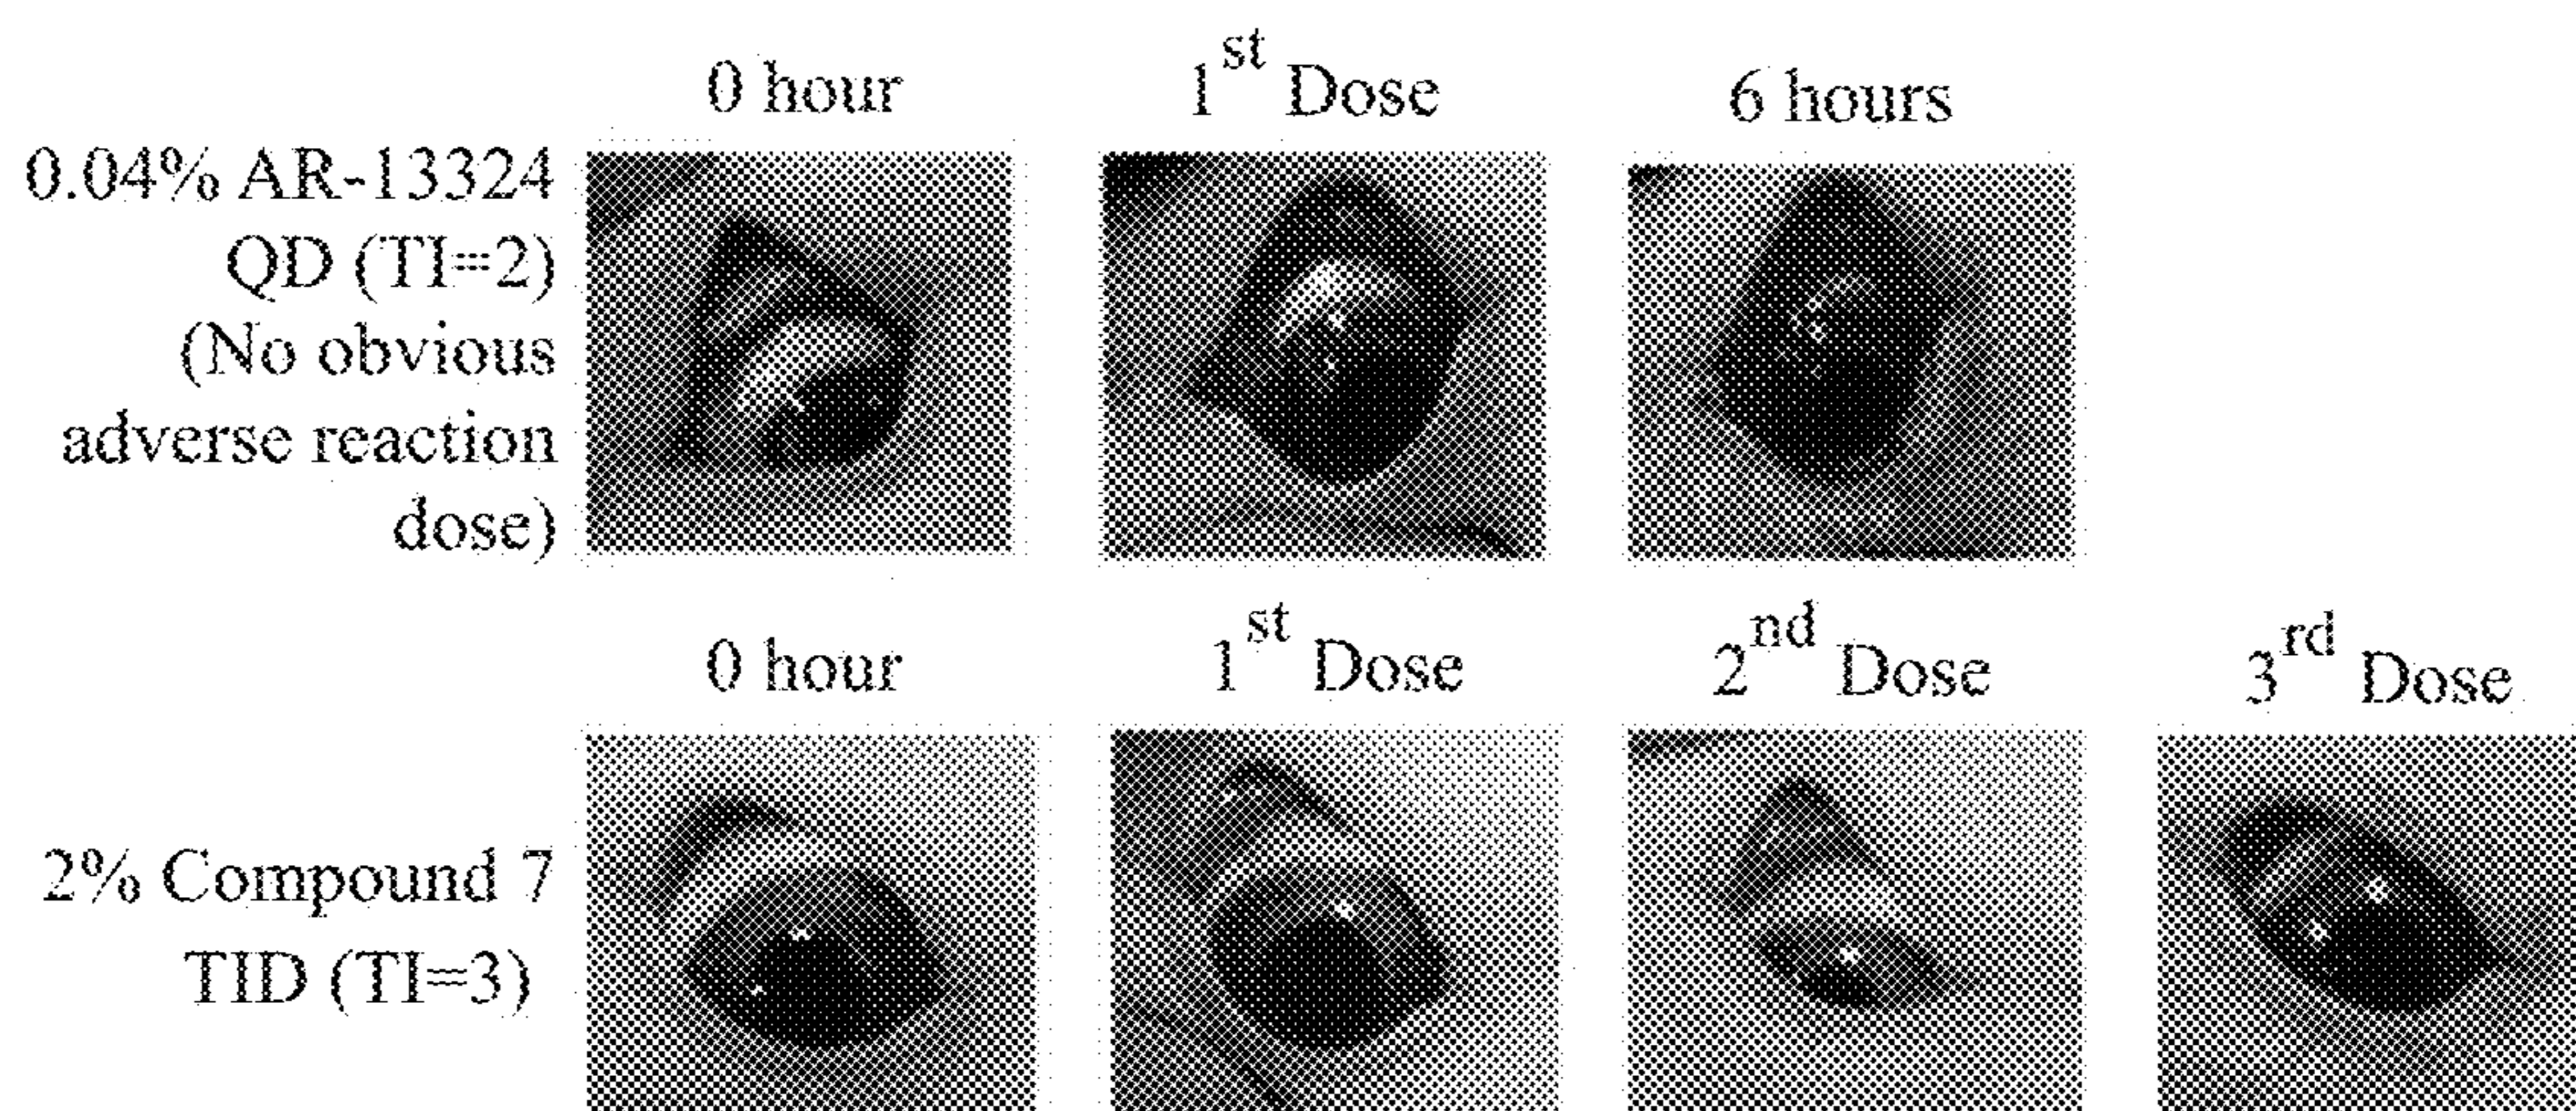 0 hour 1st Dose 6 hours
0.04% AR-13324
QD (TI=2)
(No obvious
adverse reaction
dose)
0 hour 1st Dose 2nd Dose 3rd Dose
2% Compound 7
TID (TI=3)